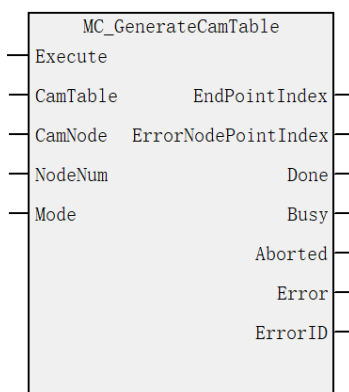 MC_GenerateCamTable
Execute
CamTable EndPointIndex
CamNode ErrorNodePointIndex
NodeNum Done
Mode Busy
Aborted
Error
ErrorID